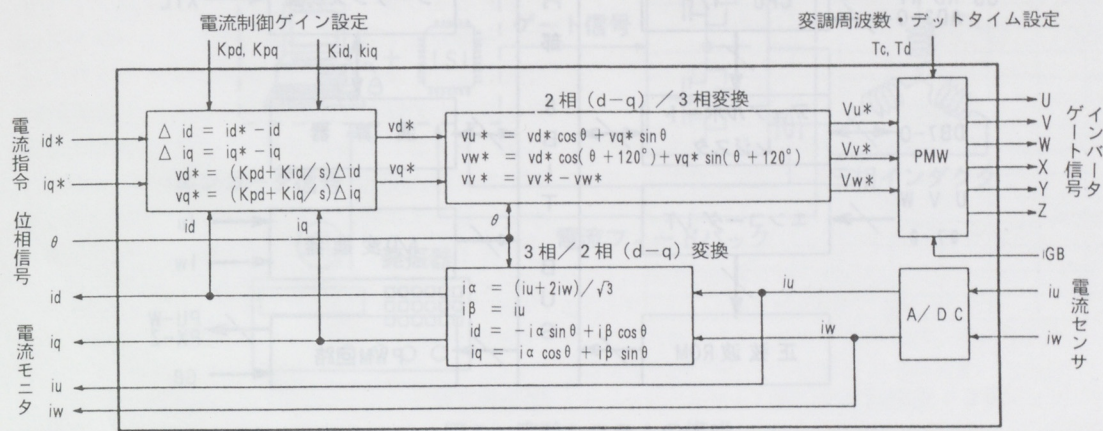 電流制御ゲイン設定
変調周波数・デットタイム設定
Kpd, Kpq
Kid, kiq
Tc, Td
電流指令
id*
iq*
Δ id = id* -id
Δ iq = iq* -iq
vd* = (Kpd+ Kid/s)Δid
vq* = (Kpd+ Kiq/s)Δiq
vd*
vq*
2相 (d-q) / 3相変換
vu* = vd* cosθ+ vq* sinθ
vw* = vd* cos( θ+120°)+vq* sin(θ+120°)
vv* = vv* -vw*
Vu*
Vv*
Vw*
PMW
U
V
W
X
Y
Z
インバータ
ゲート信号
iGB
位相信号
θ
id
iq
θ
3相/2相 (d-q) 変換
iα = (iu+2iw)/√3
iβ = iu
id = -iα sinθ+iβ cosθ
iq = iα cosθ +iβ sinθ
iu
iw
A/DC
iu
iw
電流センサ
電流モニタ
id
iq
iu
iw